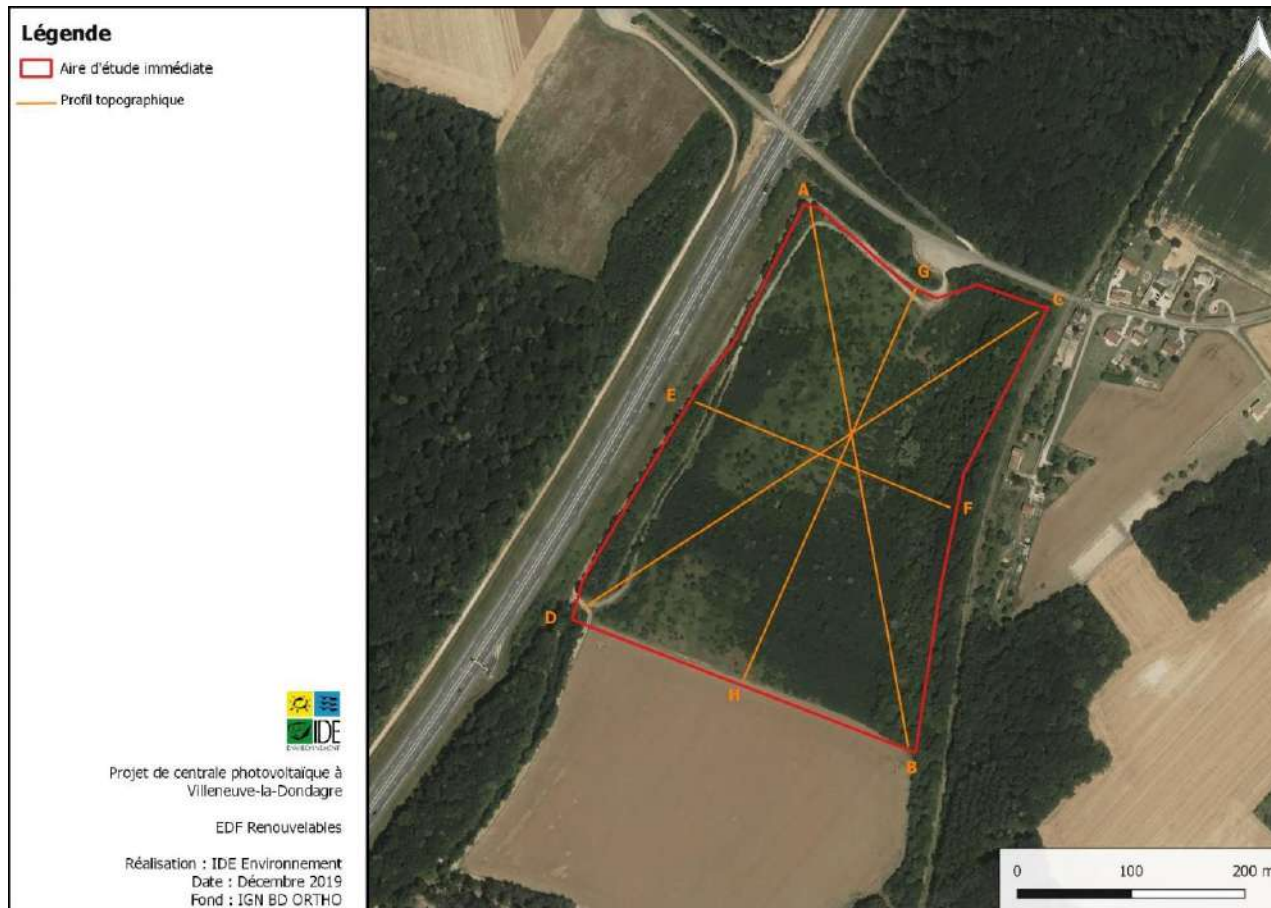 Légende
Aire d'étude immédiate
Profil topographique
IDE
ENVIRONNEMENT
Projet de centrale photovoltaïque à
Villeneuve-la-Dondagre
EDF Renouvelables
Réalisation : IDE Environnement
Date : Décembre 2019
Fond : IGN BD ORTHO
A
G
C
E
F
D
H
B
0 100 200 m